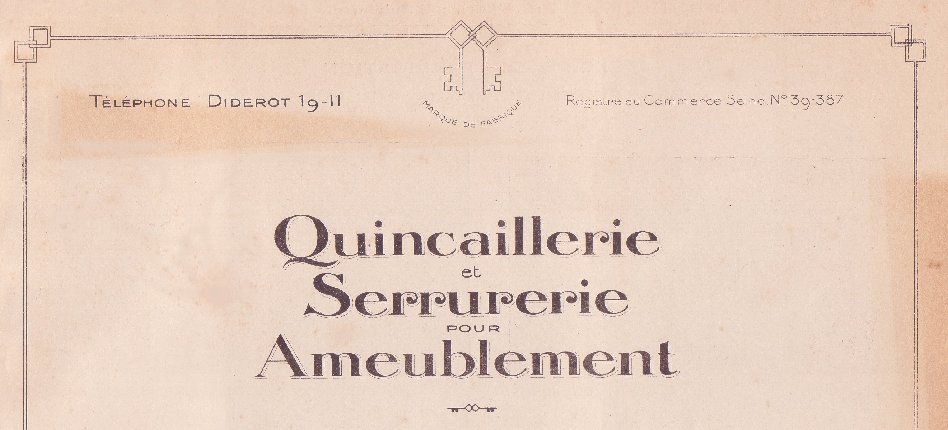 TÉLÉPHONE DIDEROT 19-11
MARQUE DE FABRIQUE
Registre du Commerce Seine N° 39-387
Quincaillerie
et
Serrurerie
POUR
Ameublement